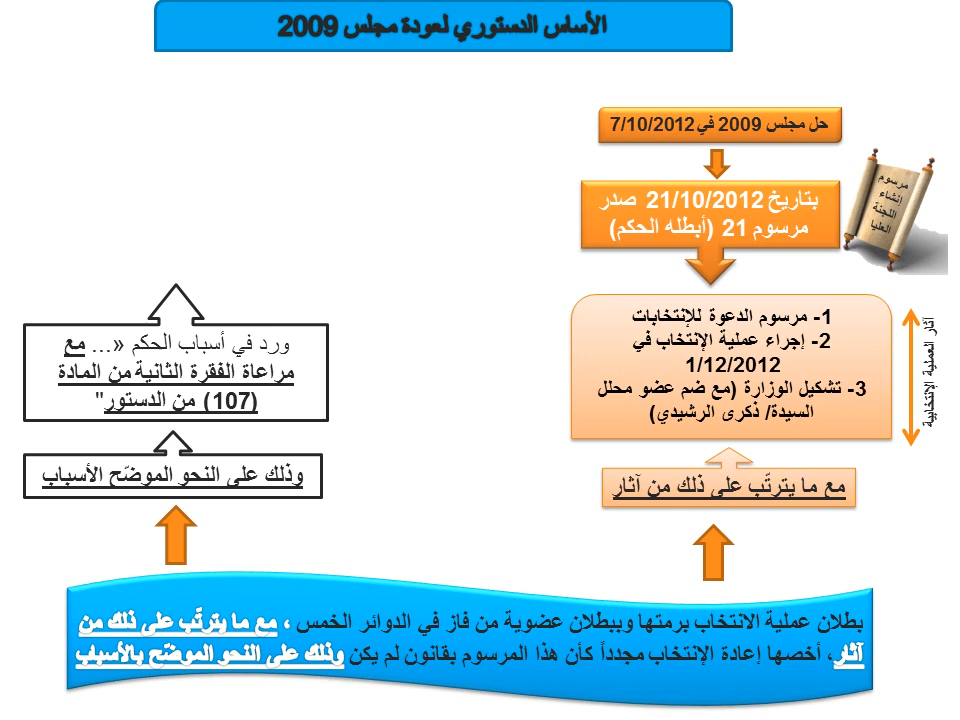 الأساس الدستوري لعودة مجلس 2009
حل مجلس 2009 في 7/10/2012
بتاريخ 21/10/2012 صدر
مرسوم 21 (أبطله الحكم)
مرسوم
إنشاء
اللجنة
العليا
1- مرسوم الدعوة للإنتخابات
2- إجراء عملية الإنتخاب في
1/12/2012
3- تشكيل الوزارة (مع ضم عضو محلل
السيدة/ ذكرى الرشيدي)
آثار العملية الإنتخابية
مع ما يترتّب على ذلك من آثار
ورد في أسباب الحكم «... مع
مراعاة الفقرة الثانية من المادة
(107) من الدستور"
وذلك على النحو الموضّح الأسباب
بطلان عملية الانتخاب برمتها وببطلان عضوية من فاز في الدوائر الخمس ، مع ما يترتّب على ذلك من
آثار، أخصها إعادة الإنتخاب مجدداً كأن هذا المرسوم بقانون لم يكن وذلك على النحو الموضّح بالأسباب